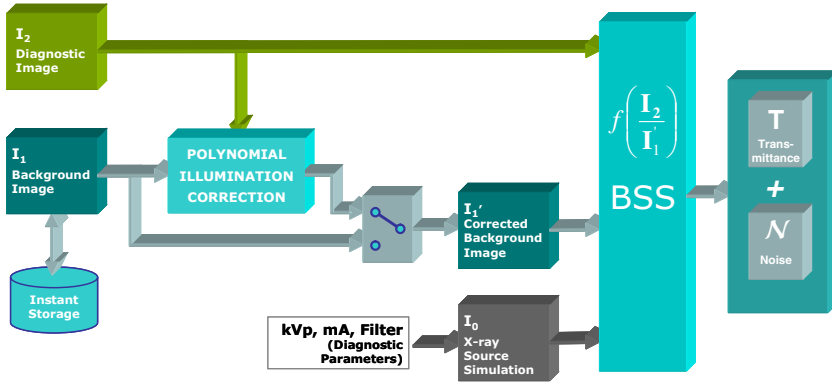 I₂
Diagnostic
Image
I₁
Background
Image
Instant
Storage
POLYNOMIAL
ILLUMINATION
CORRECTION
I₁’
Corrected
Background
Image
kVp, mA, Filter
(Diagnostic
Parameters)
I₀
X-ray
Source
Simulation
f(I₂/I₁')
BSS
T
Trans-
mittance
+
N
Noise